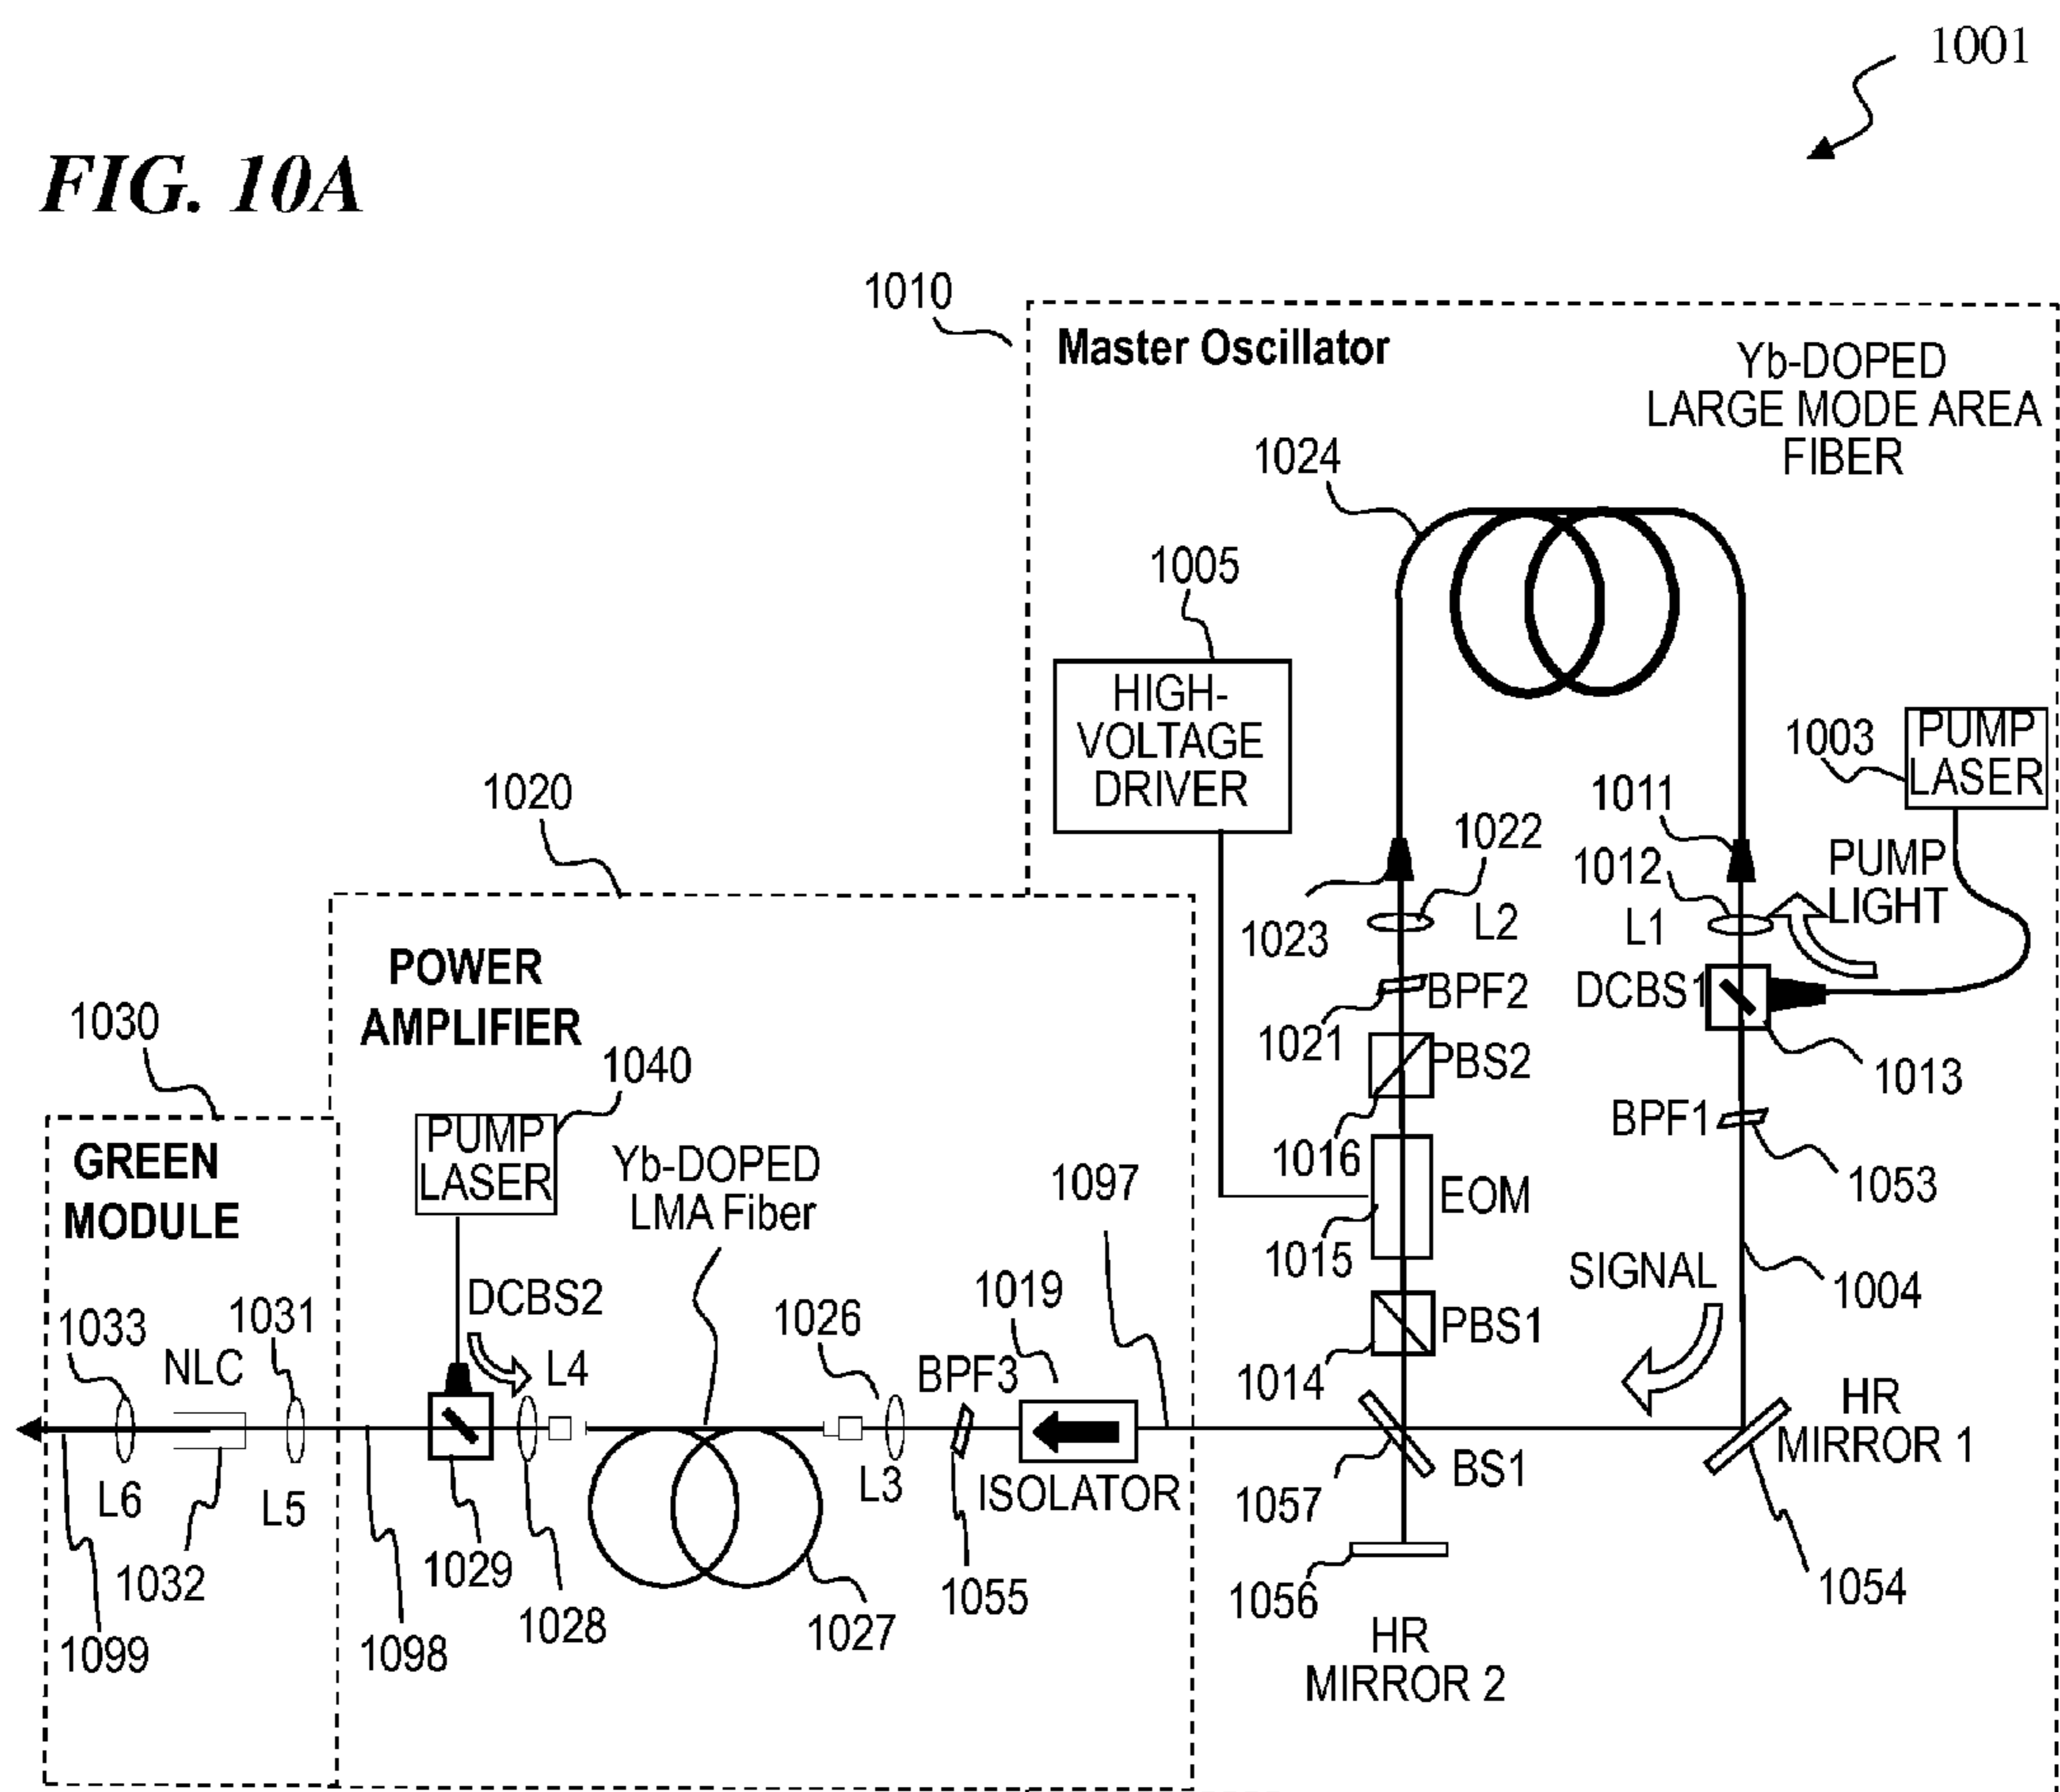 1001
FIG. 10A
1010
Master Oscillator
Yb-DOPED
LARGE MODE AREA
FIBER
1024
1005
HIGH-
VOLTAGE
DRIVER
1003
PUMP
LASER
1011
1022
1012
PUMP
LIGHT
1023
L2
L1
1020
POWER
AMPLIFIER
BPF2
DCBS1
1021
PBS2
1013
1030
1040
1016
BPF1
GREEN
MODULE
PUMP
LASER
Yb-DOPED
LMA Fiber
1097
EOM
1053
1015
SIGNAL
1004
1019
DCBS2
1033
1031
1026
PBS1
NLC
L4
BPF3
1014
HR
MIRROR 1
L6
L5
L3
ISOLATOR
BS1
1057
1032
1029
1028
1055
1056
1054
1099
1098
1027
HR
MIRROR 2